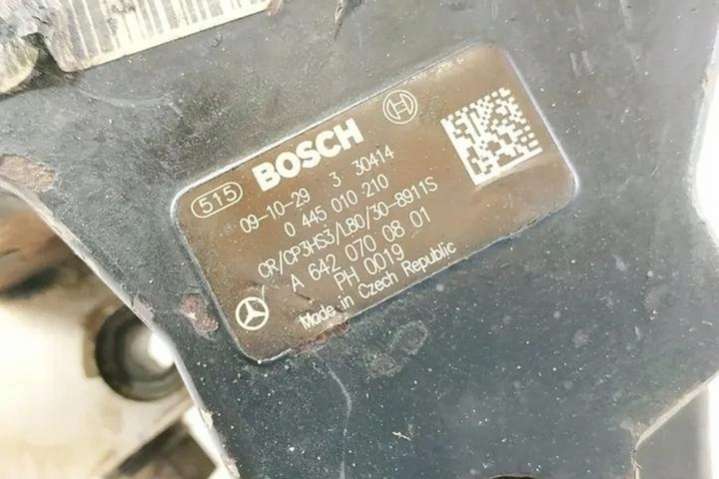 BOSCH
515
09-10-29 3 30414
0 445 010 210
CR/CP3HS3/L80/30-8911S
A 642 070 08 01
PH 0019
Made in Czech Republic